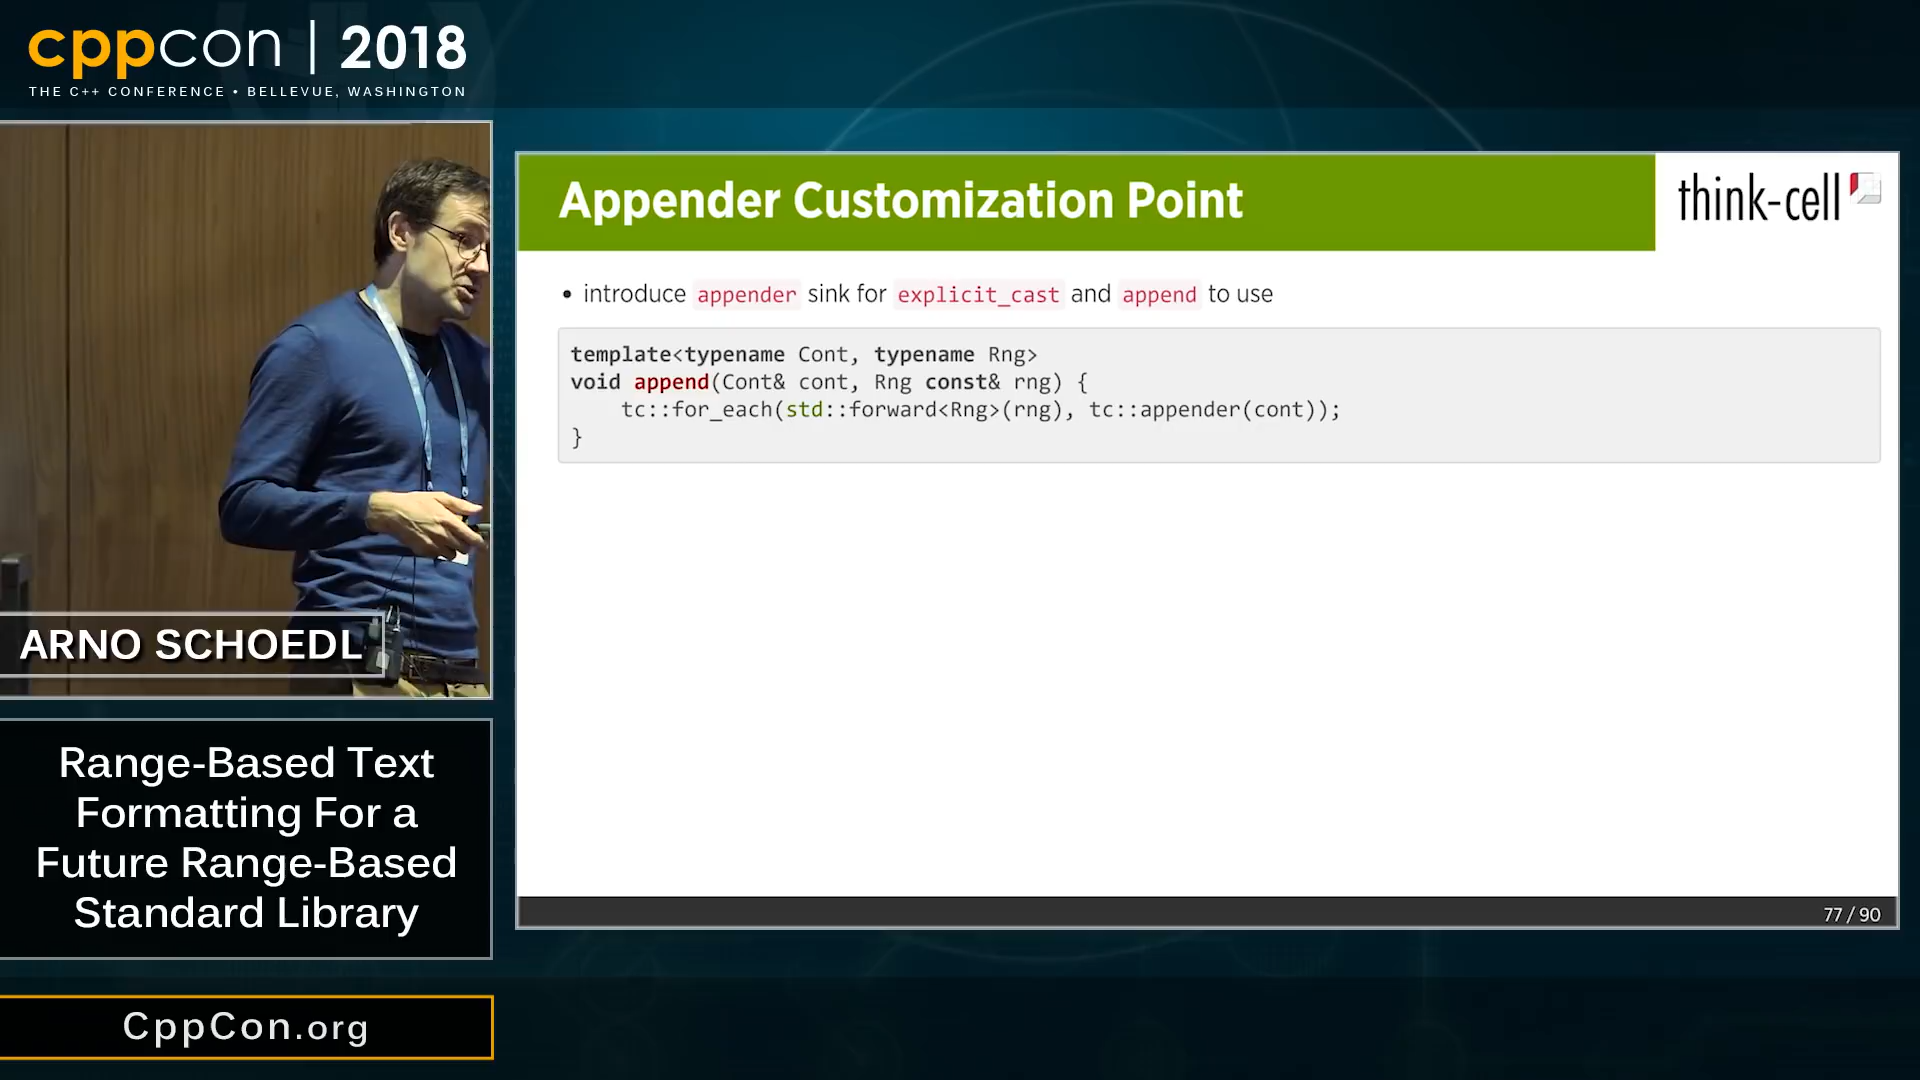 cppcon | 2018
THE C++ CONFERENCE • BELLEVUE, WASHINGTON
ARNO SCHOEDL
Range-Based Text
Formatting For a
Future Range-Based
Standard Library
CppCon.org
Appender Customization Point
think-cell
• introduce appender sink for explicit_cast and append to use
template<typename Cont, typename Rng>
void append(Cont& cont, Rng const& rng) {
    tc::for_each(std::forward<Rng>(rng), tc::appender(cont));
}
77 / 90